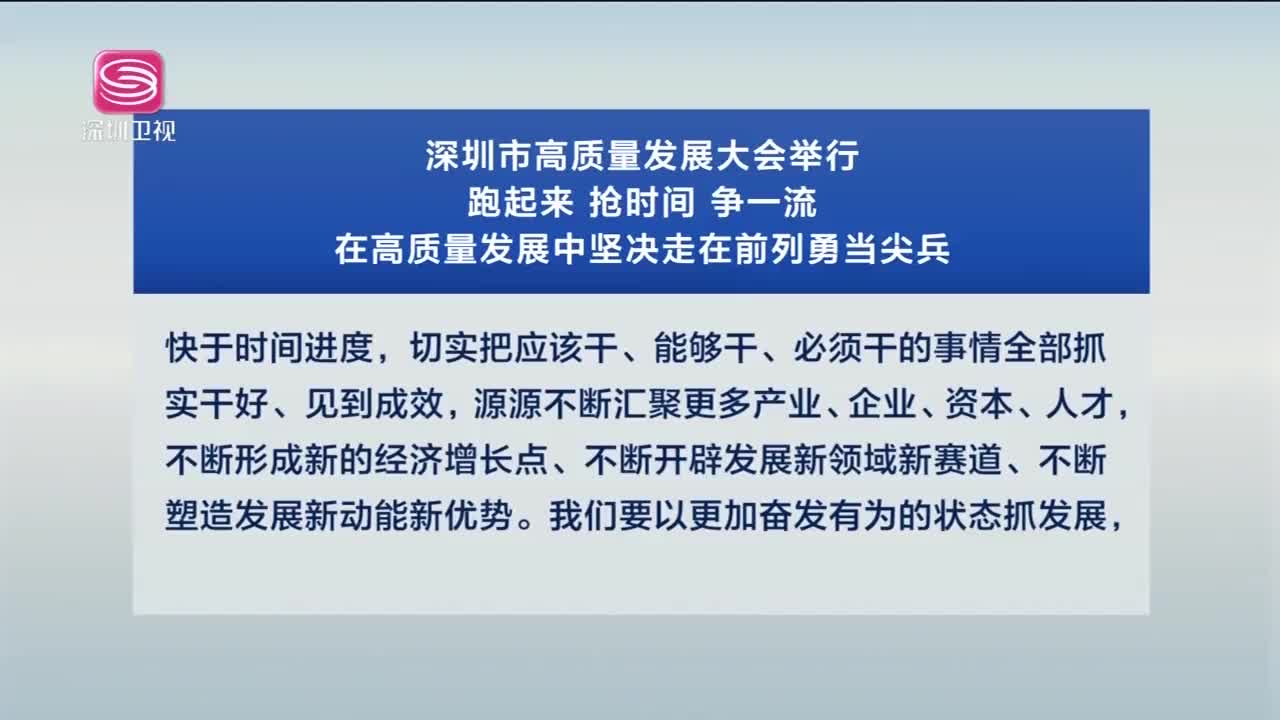 深圳卫视
深圳市高质量发展大会举行
跑起来 抢时间 争一流
在高质量发展中坚决走在前列勇当尖兵
快于时间进度，切实把应该干、能够干、必须干的事情全部抓
实干好、见到成效，源源不断汇聚更多产业、企业、资本、人才，
不断形成新的经济增长点、不断开辟发展新领域新赛道、不断
塑造发展新动能新优势。我们要以更加奋发有为的状态抓发展，